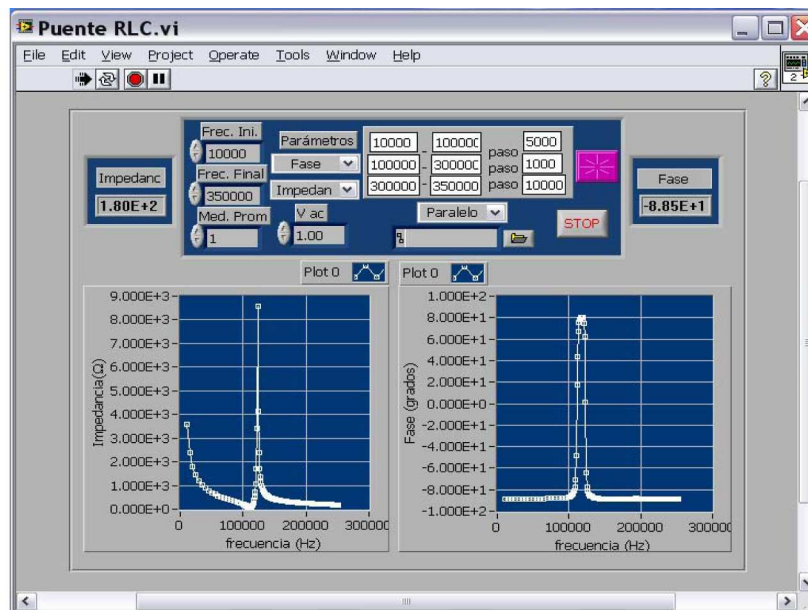 Puente RLC.vi
File Edit View Project Operate Tools Window Help
2
Frec. Ini.
10000
Frec. Final
350000
Med. Prom
1
Parámetros
Fase
Impedan
V ac
1.00
10000 - 100000 paso 5000
100000 - 300000 paso 1000
300000 - 350000 paso 10000
Paralelo
STOP
Impedanc
1.80E+2
Fase
-8.85E+1
Plot 0
Plot 0
Impedancia(Ω)
9.000E+3
8.000E+3
7.000E+3
6.000E+3
5.000E+3
4.000E+3
3.000E+3
2.000E+3
1.000E+3
0.000E+0
0 100000 200000 300000
frecuencia (Hz)
Fase (grados)
1.000E+2
8.000E+1
6.000E+1
4.000E+1
2.000E+1
0.000E+0
-2.000E+1
-4.000E+1
-6.000E+1
-8.000E+1
-1.000E+2
0 100000 200000 300000
frecuencia (Hz)